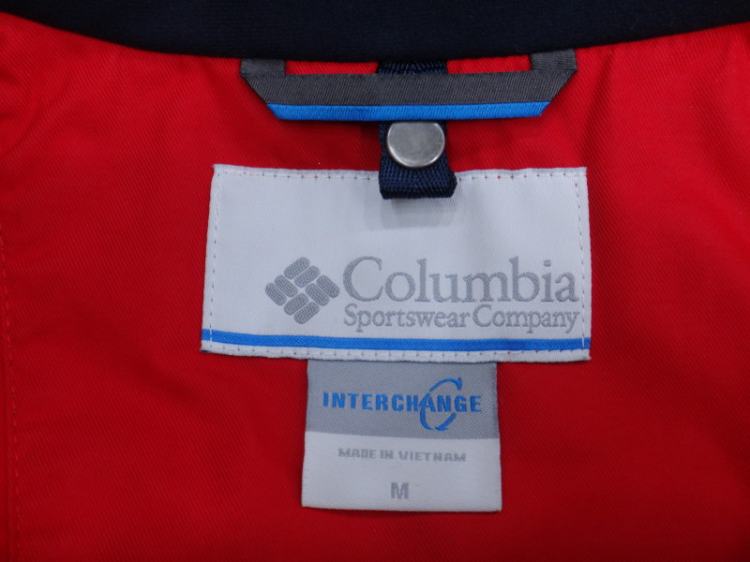 Columbia
Sportswear Company
INTERCHANGE
MADE IN VIETNAM
M